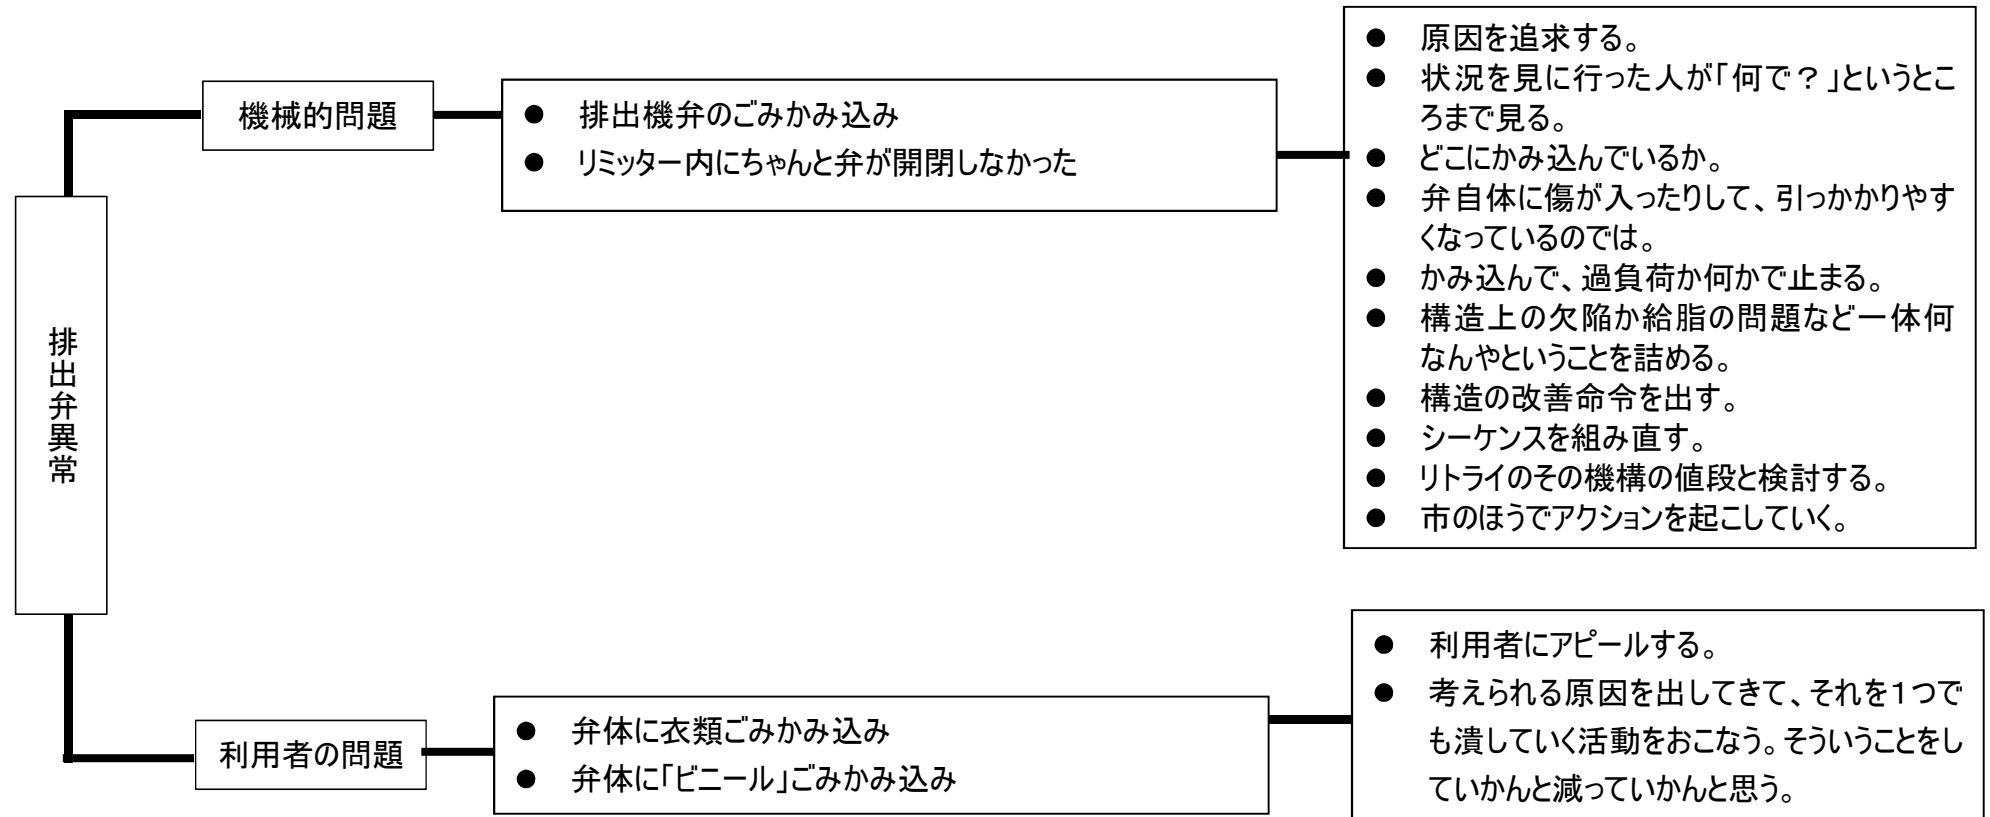 排出弁異常
機械的問題
● 排出機弁のごみかみ込み
● リミッター内にちゃんと弁が開閉しなかった
● 原因を追求する。
● 状況を見に行った人が「何で？」というとこ
ろまで見る。
● どこにかみ込んでいるか。
● 弁自体に傷が入ったりして、引っかかりやす
くなっているのでは。
● かみ込んで、過負荷か何かで止まる。
● 構造上の欠陥か給脂の問題など一体何
なんやということを詰める。
● 構造の改善命令を出す。
● シーケンスを組み直す。
● リトライのその機構の値段と検討する。
● 市のほうでアクションを起こしていく。
利用者の問題
● 弁体に衣類ごみかみ込み
● 弁体に「ビニール」ごみかみ込み
● 利用者にアピールする。
● 考えられる原因を出してきて、それを１つで
も潰していく活動をおこなう。そういうことをし
ていかんと減っていかんと思う。